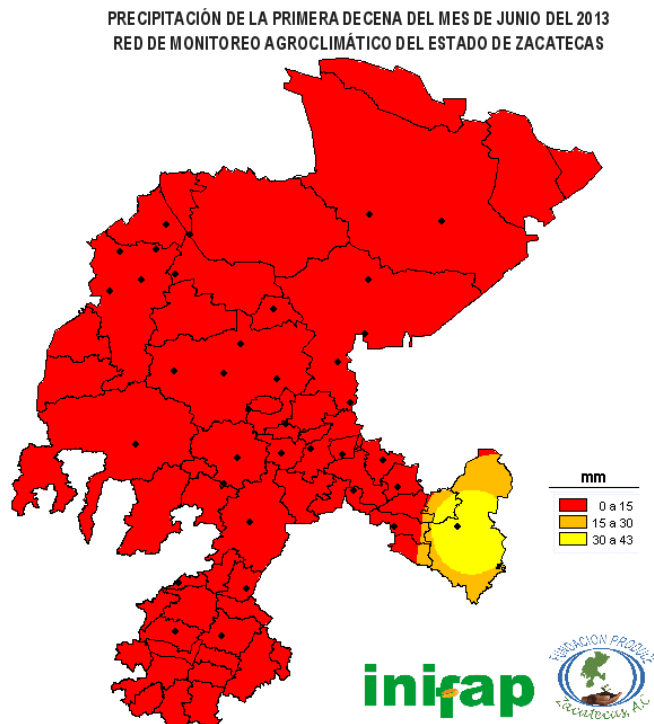 PRECIPITACIÓN DE LA PRIMERA DECENA DEL MES DE JUNIO DEL 2013
RED DE MONITOREO AGROCLIMÁTICO DEL ESTADO DE ZACATECAS
mm
0 a 15
15 a 30
30 a 43
inifap
FUNDACION PRODUCE
Zacatecas, A.C.